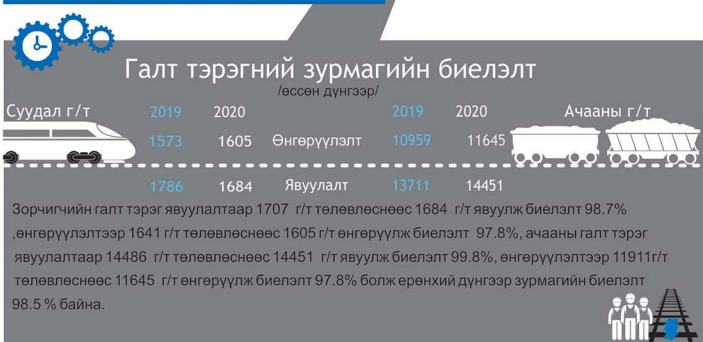 Галт тэрэгний зурмагийн биелэлт
/өссөн дүнгээр/
Суудал г/т 2019 2020 2019 2020 Ачааны г/т
1573 1605 Өнгөрүүлэлт 10959 11645
1786 1684 Явуулалт 13711 14451
Зорчигчийн галт тэрэг явуулалтаар 1707 г/т төлөвлөснөөс 1684 г/т явуулж биелэлт 98.7%
,өнгөрүүлэлтээр 1641 г/т төлөвлөснөөс 1605 г/т өнгөрүүлж биелэлт 97.8%, ачааны галт тэрэг
явуулалтаар 14486 г/т төлөвлөснөөс 14451 г/т явуулж биелэлт 99.8%, өнгөрүүлэлтээр 11911г/т
төлөвлөснөөс 11645 г/т өнгөрүүлж биелэлт 97.8% болж ерөнхий дүнгээр зурмагийн биелэлт
98.5 % байна.